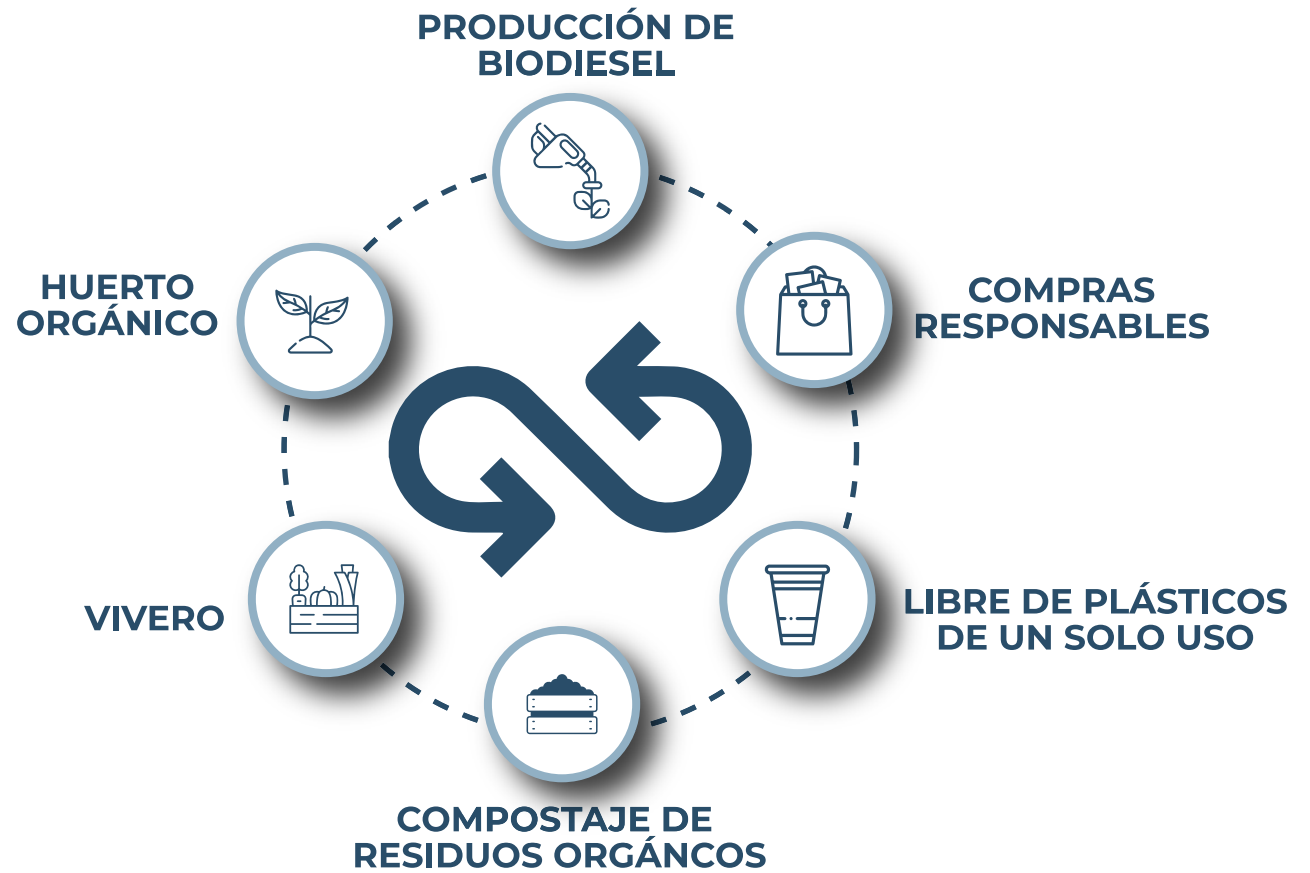 PRODUCCIÓN DE
BIODIESEL
COMPRAS
RESPONSABLES
LIBRE DE PLÁSTICOS
DE UN SOLO USO
COMPOSTAJE DE
RESIDUOS ORGÁNCOS
VIVERO
HUERTO
ORGÁNICO